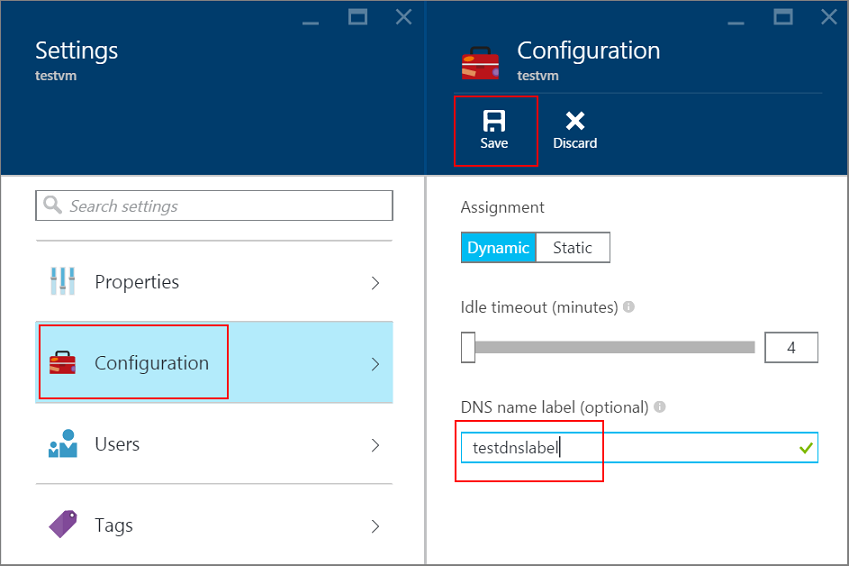 Settings
testvm
Search settings
Properties
Configuration
Users
Tags
Configuration
testvm
Save Discard
Assignment
Dynamic Static
Idle timeout (minutes)
4
DNS name label (optional)
testdnslabel